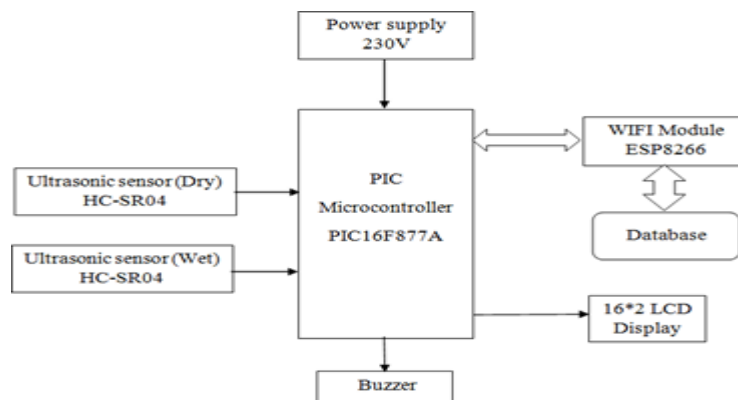 Power supply
230V
PIC
Microcontroller
PIC16F877A
WIFI Module
ESP8266
Ultrasonic sensor (Dry)
HC-SR04
Ultrasonic sensor (Wet)
HC-SR04
Database
16*2 LCD
Display
Buzzer